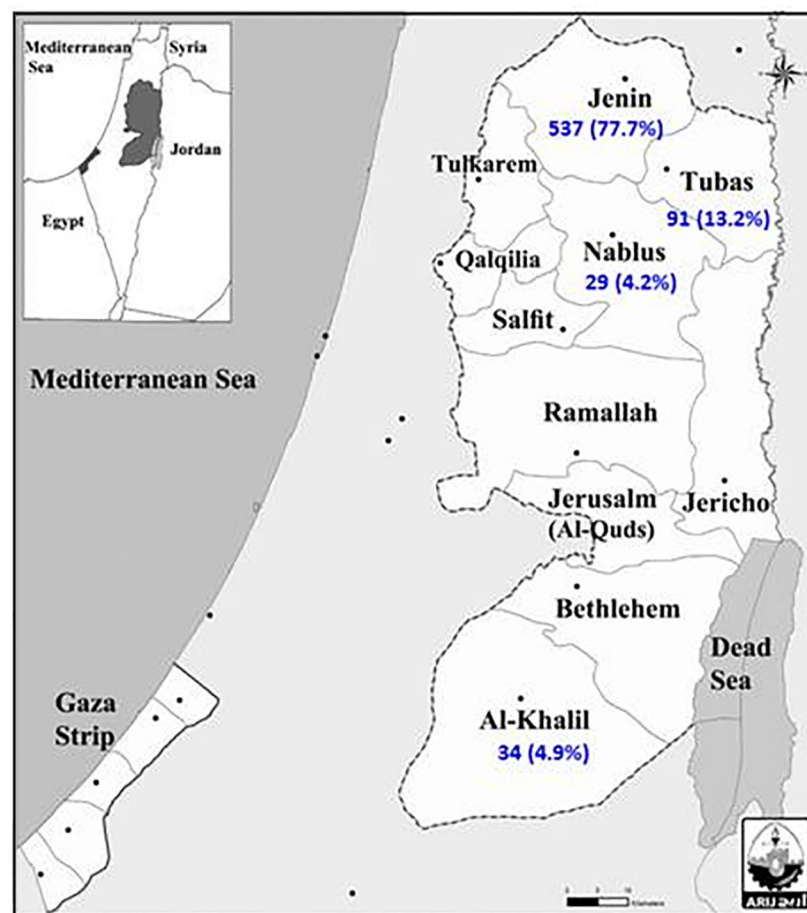 Mediterranean
Sea
Syria
Jordan
Egypt
Jenin
537 (77.7%)
Tulkarem
Tubas
91 (13.2%)
Nablus
29 (4.2%)
Qalqilia
Salfit
Mediterranean Sea
Ramallah
Jerusalm
(Al-Quds)
Jericho
Bethlehem
Dead
Sea
Gaza
Strip
Al-Khalil
34 (4.9%)